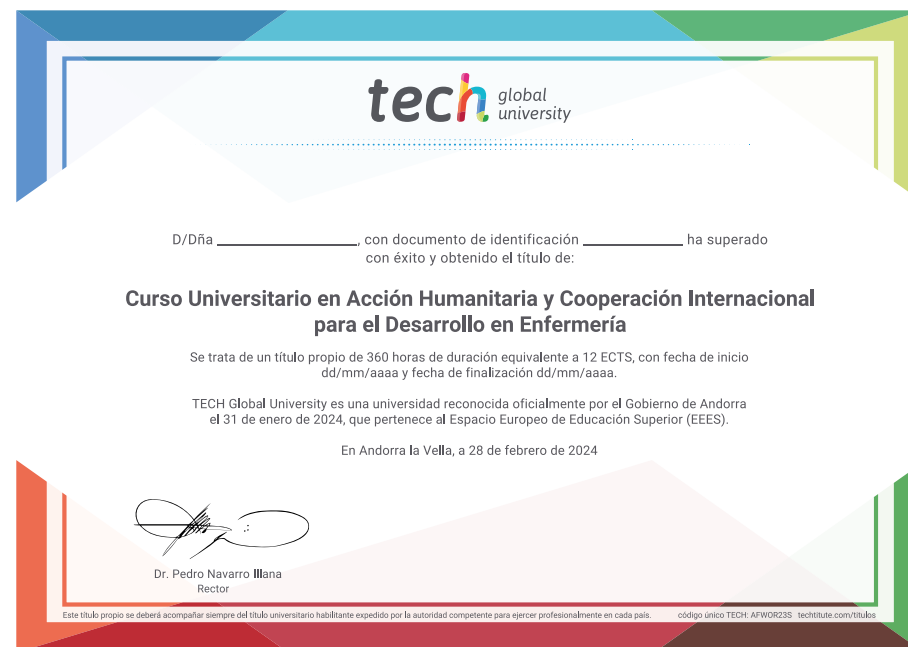 tech global university
D/Dña ____________________, con documento de identificación ______________ ha superado
con éxito y obtenido el título de:
Curso Universitario en Acción Humanitaria y Cooperación Internacional
para el Desarrollo en Enfermería
Se trata de un título propio de 360 horas de duración equivalente a 12 ECTS, con fecha de inicio
dd/mm/aaaa y fecha de finalización dd/mm/aaaa.
TECH Global University es una universidad reconocida oficialmente por el Gobierno de Andorra
el 31 de enero de 2024, que pertenece al Espacio Europeo de Educación Superior (EEES).
En Andorra la Vella, a 28 de febrero de 2024
Dr. Pedro Navarro Illana
Rector
Este título propio se deberá acompañar siempre del título universitario habilitante expedido por la autoridad competente para ejercer profesionalmente en cada país. código único TECH: AFWOR23S techtitute.com/titulos